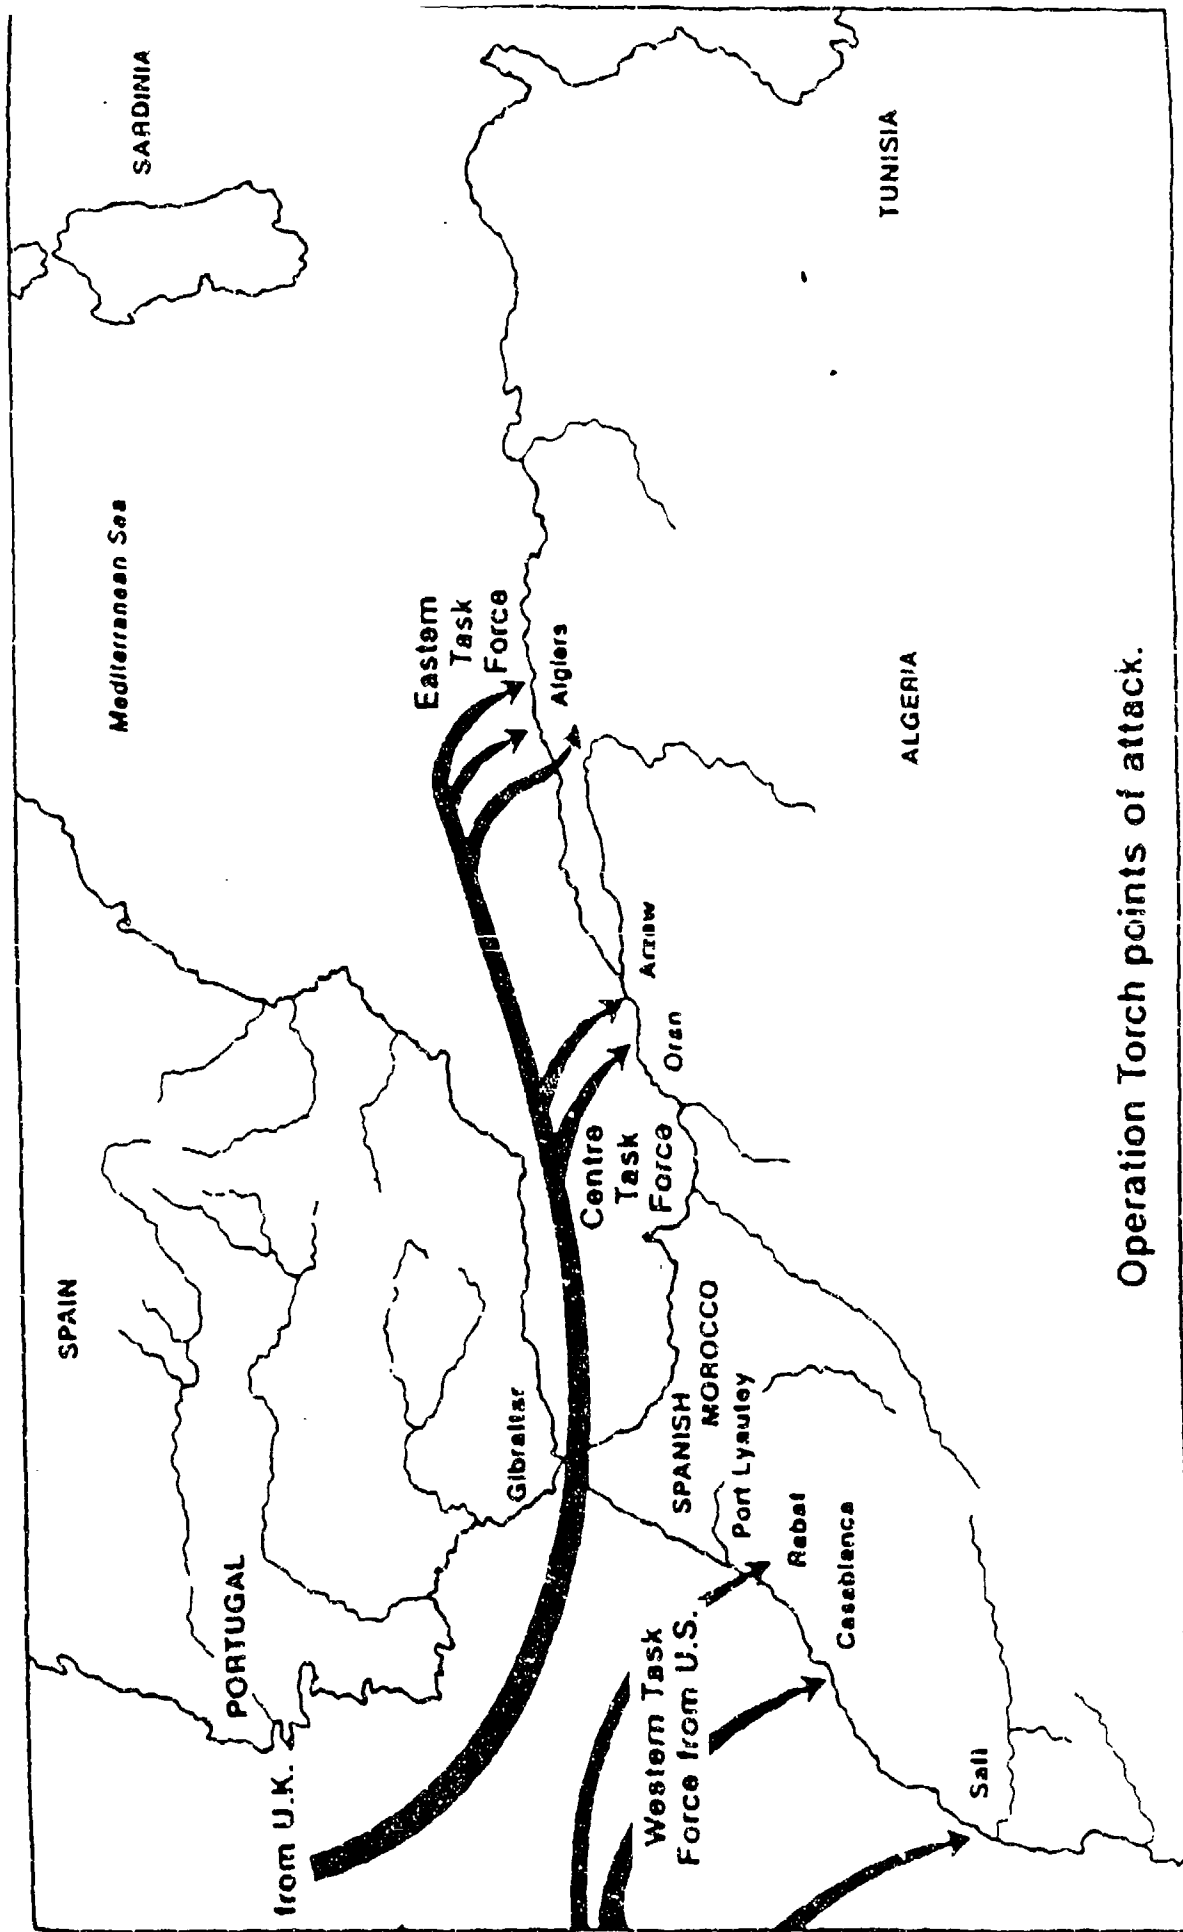 SPAIN
Mediterranean Sea
SARDINIA
PORTUGAL
from U.K.
Gibraltar
Eastern
Task
Force
Algiers
Centre
Task
Force
Arzew
Oran
SPANISH
MOROCCO
Western Task
Force from U.S.
Port Lyautey
Rabat
Casablanca
Safi
ALGERIA
TUNISIA
Operation Torch points of attack.